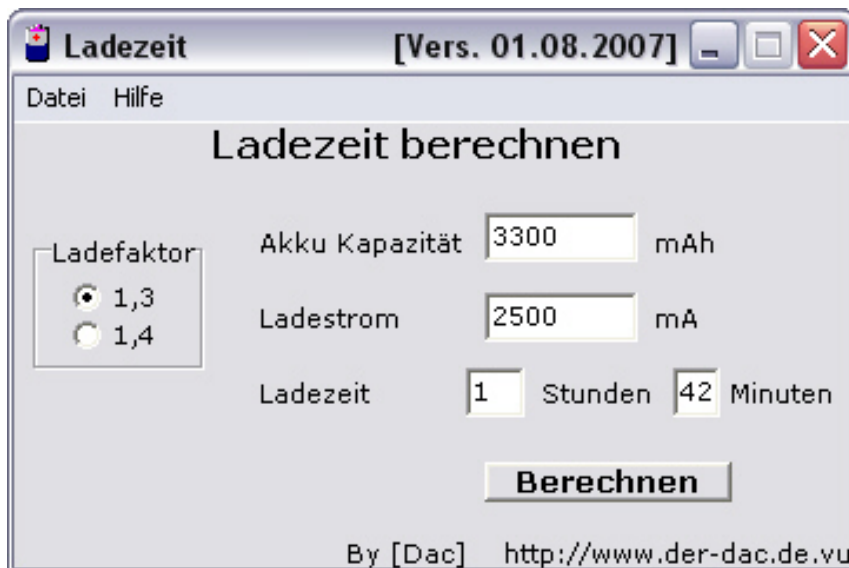 Ladezeit [Vers. 01.08.2007]
Datei Hilfe
Ladezeit berechnen
Ladefaktor
1,3
1,4
Akku Kapazität 3300 mAh
Ladestrom 2500 mA
Ladezeit 1 Stunden 42 Minuten
Berechnen
By [Dac] http://www.der-dac.de.vu